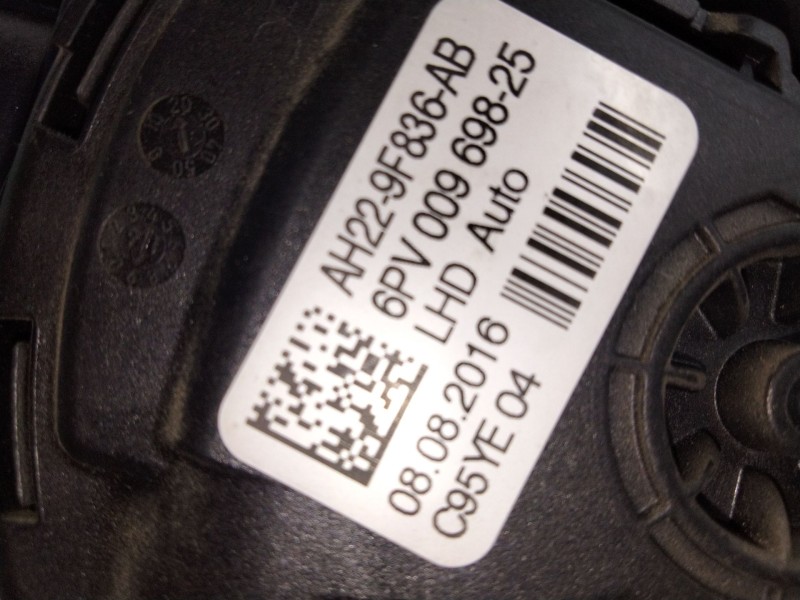 AH22-9F836-AB
6PV 009 698-25
LHD Auto
08.08.2016
C95YE 04